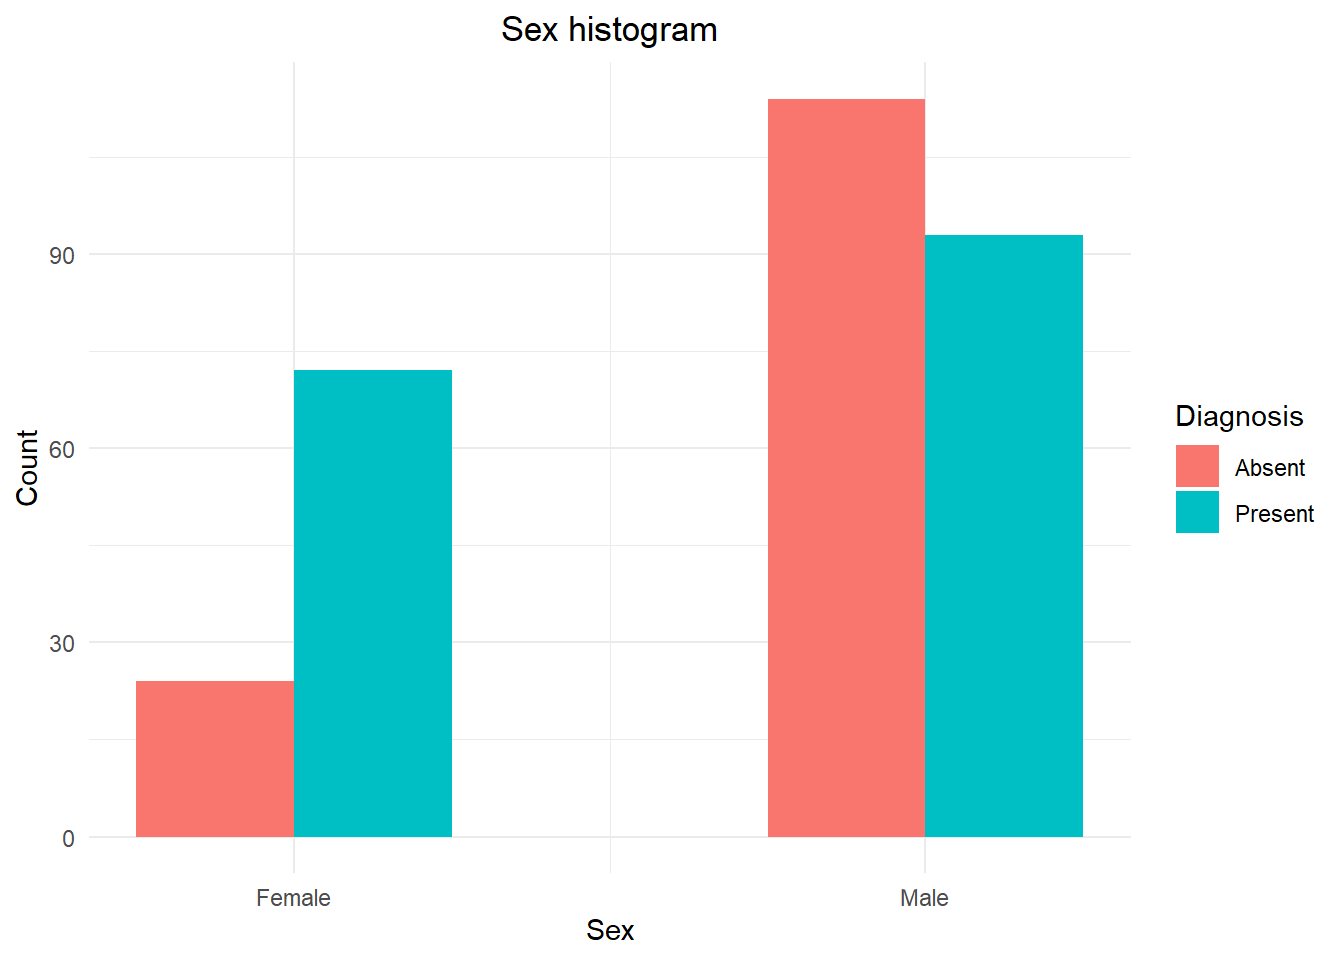 Sex histogram
Count
90
60
30
0
Female
Male
Sex
Diagnosis
Absent
Present